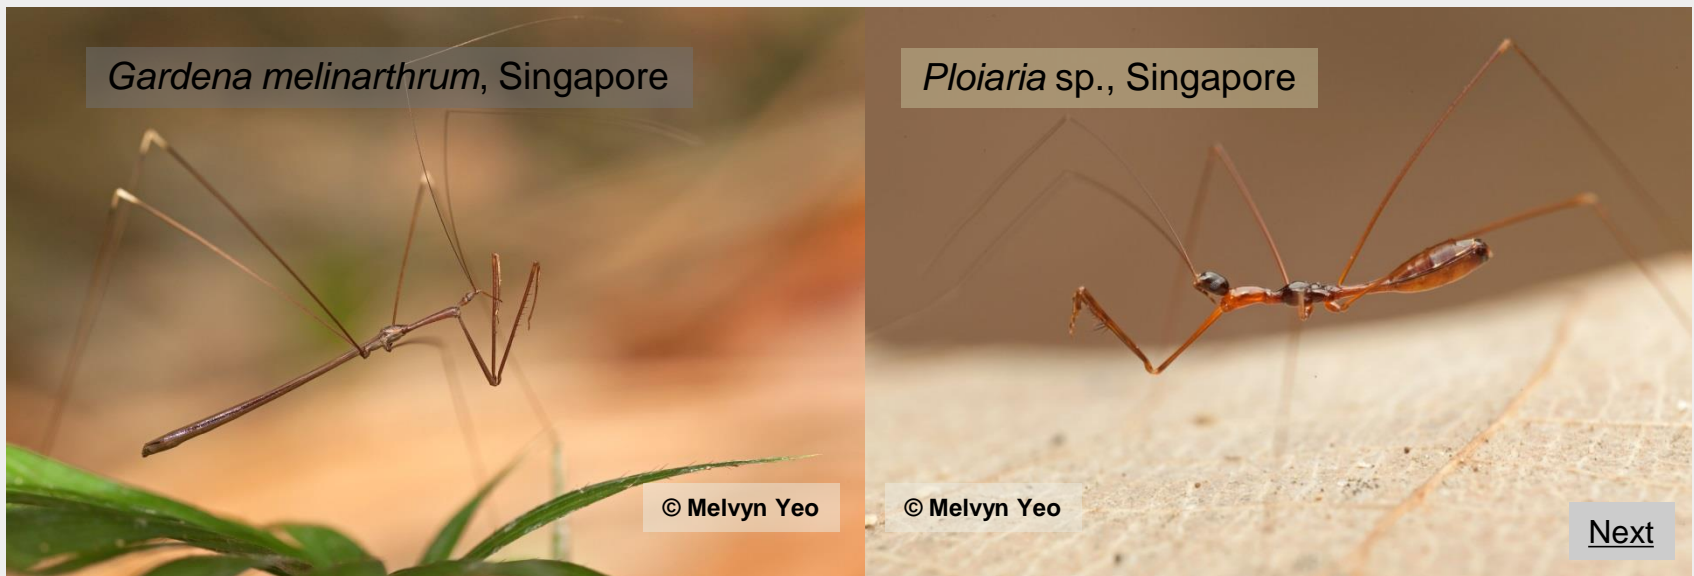 Gardena melinarthrum, Singapore
Ploiaria sp., Singapore
© Melvyn Yeo
© Melvyn Yeo
Next